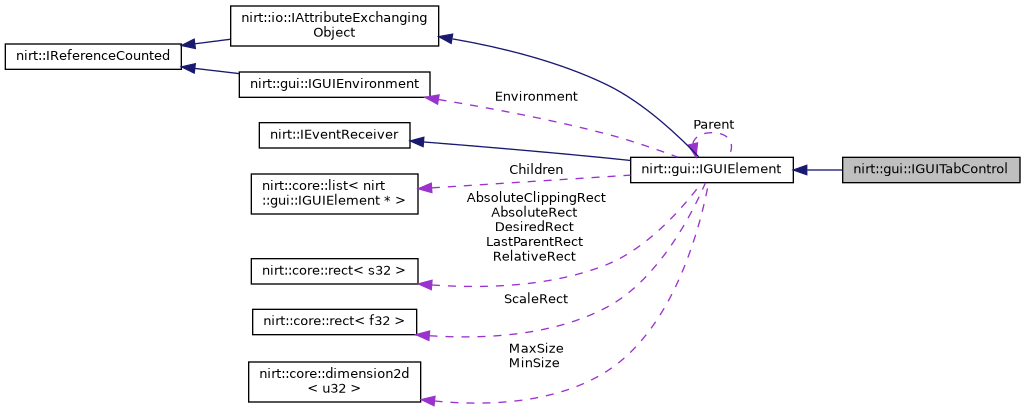 nirt::io::IAttributeExchanging
Object
nirt::IReferenceCounted
nirt::gui::IGUIEnvironment
Environment
nirt::IEventReceiver
Parent
nirt::gui::IGUIElement
nirt::gui::IGUITabControl
Children
nirt::core::list< nirt
::gui::IGUIElement * >
AbsoluteClippingRect
AbsoluteRect
DesiredRect
LastParentRect
RelativeRect
nirt::core::rect< s32 >
ScaleRect
nirt::core::rect< f32 >
MaxSize
MinSize
nirt::core::dimension2d
< u32 >